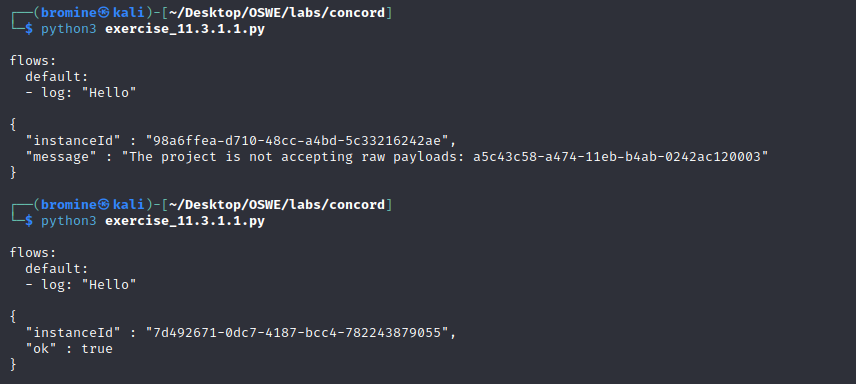 ┌──(bromine㉿kali)-[~/Desktop/OSWE/labs/concord]
└─$ python3 exercise_11.3.1.1.py
flows:
  default:
  - log: "Hello"
{
  "instanceId" : "98a6ffea-d710-48cc-a4bd-5c33216242ae",
  "message" : "The project is not accepting raw payloads: a5c43c58-a474-11eb-b4ab-0242ac120003"
}
┌──(bromine㉿kali)-[~/Desktop/OSWE/labs/concord]
└─$ python3 exercise_11.3.1.1.py
flows:
  default:
  - log: "Hello"
{
  "instanceId" : "7d492671-0dc7-4187-bcc4-782243879055",
  "ok" : true
}